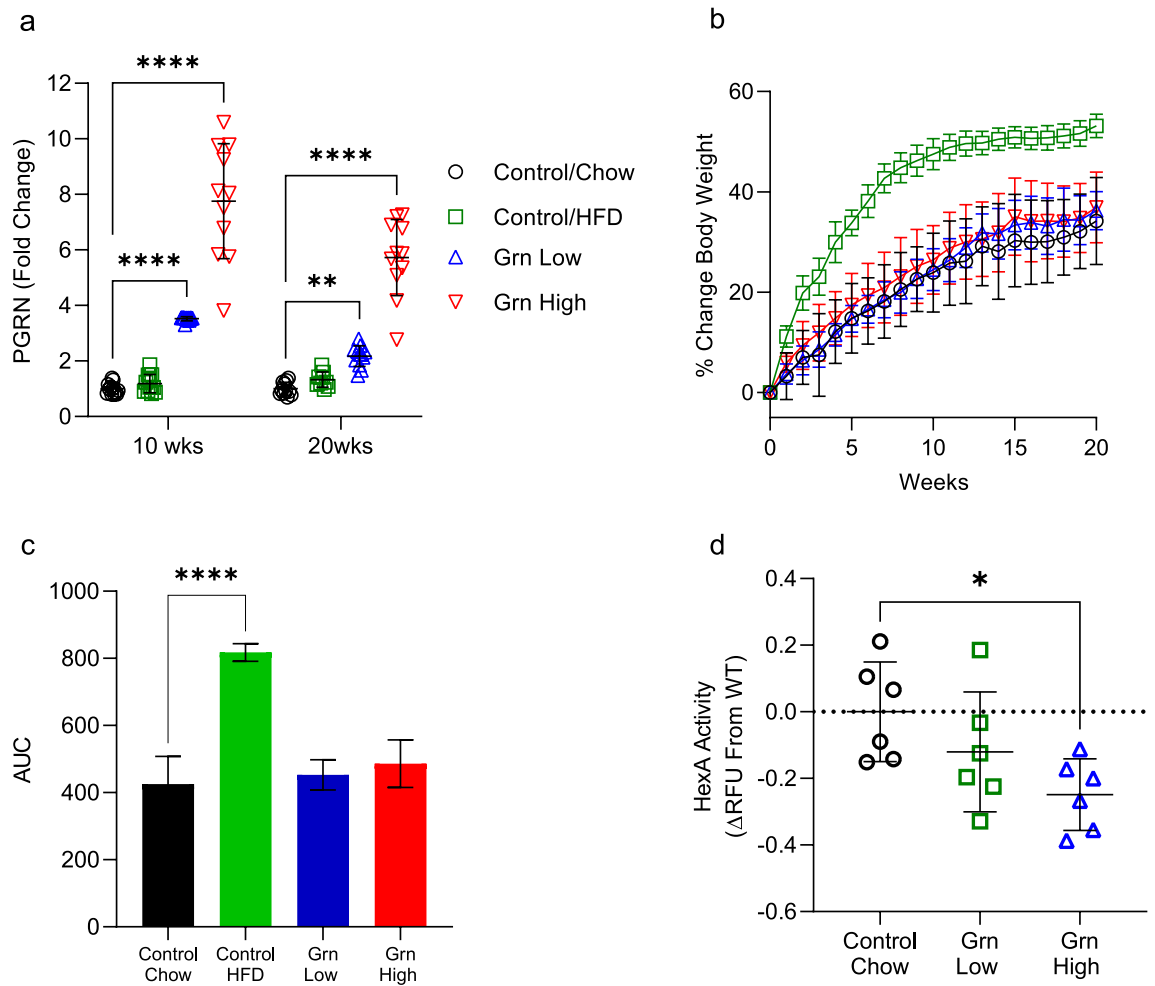 a
PGRN (Fold Change)
12
10
8
6
4
2
0
****
****
****
**
10 wks
20wks
Control/Chow
Control/HFD
Grn Low
Grn High
b
% Change Body Weight
60
40
20
0
0
5
10
15
20
Weeks
c
AUC
1000
800
600
400
200
0
****
Control
Chow
Control
HFD
Grn
Low
Grn
High
d
HexA Activity
(ΔRFU From WT)
0.4
0.2
0.0
-0.2
-0.4
-0.6
*
Control
Chow
Grn
Low
Grn
High